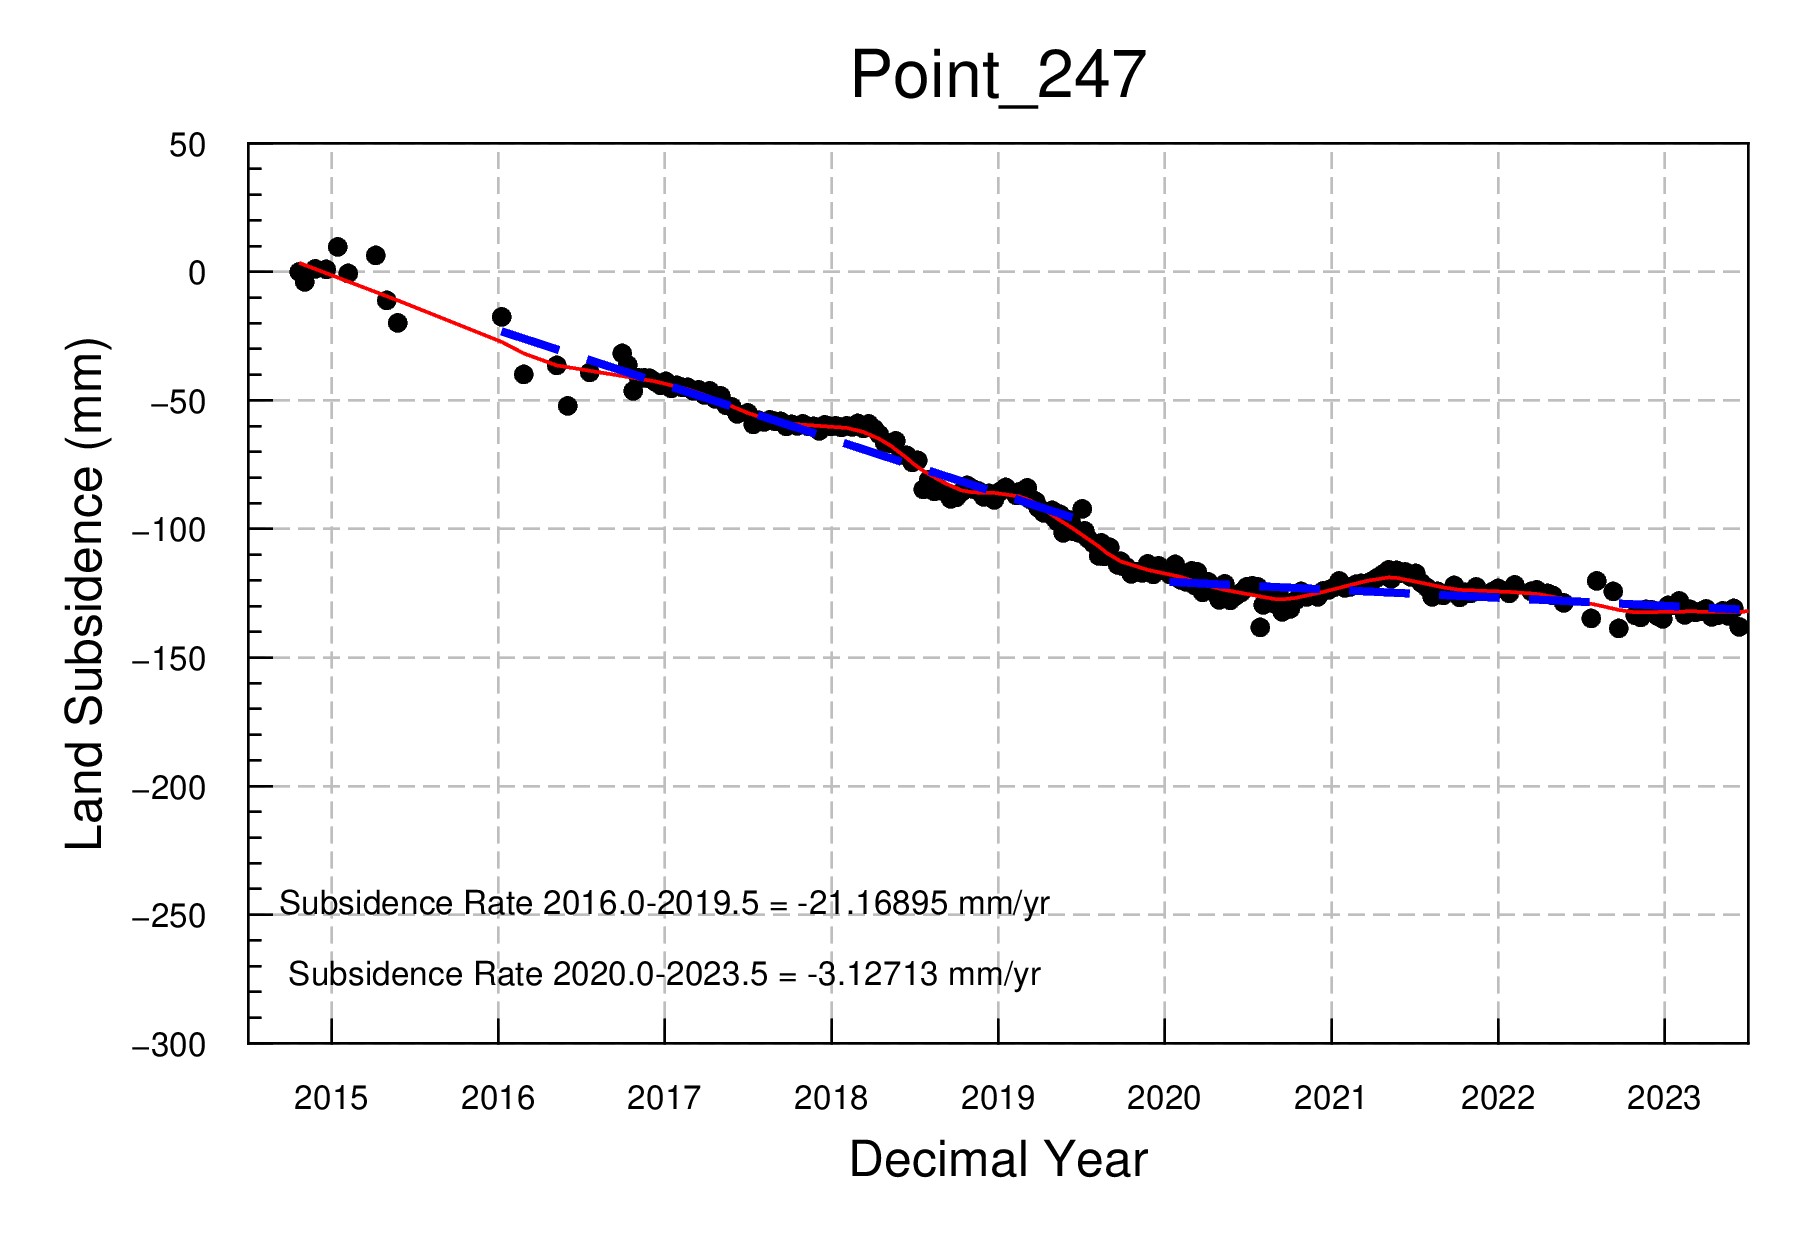 Point_247
50
0
−50
−100
−150
−200
−250
−300
Land Subsidence (mm)
Subsidence Rate 2016.0-2019.5 = -21.16895 mm/yr
Subsidence Rate 2020.0-2023.5 = -3.12713 mm/yr
2015 2016 2017 2018 2019 2020 2021 2022 2023
Decimal Year